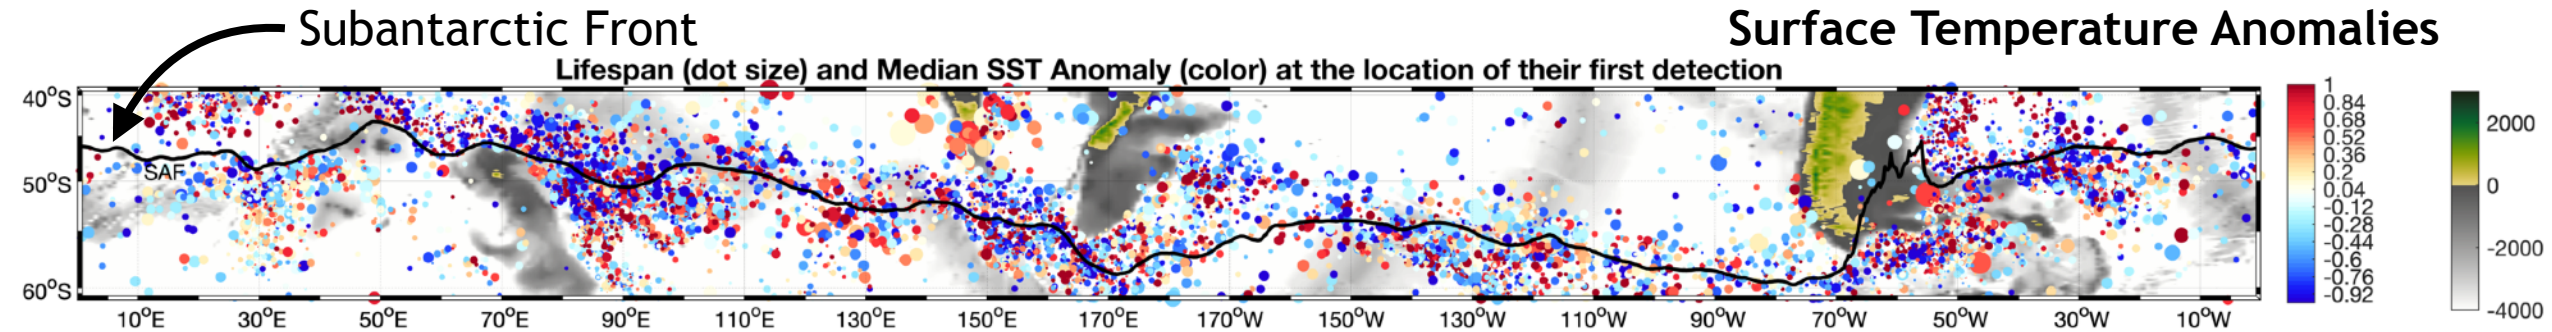 Subantarctic Front
Surface Temperature Anomalies
Lifespan (dot size) and Median SST Anomaly (color) at the location of their first detection
40°S
50°S
60°S
SAF
10°E 30°E 50°E 70°E 90°E 110°E 130°E 150°E 170°E 170°W 150°W 130°W 110°W 90°W 70°W 50°W 30°W 10°W
1
0.84
0.68
0.52
0.36
0.2
0.04
-0.12
-0.28
-0.44
-0.6
-0.76
-0.92
2000
0
-2000
-4000